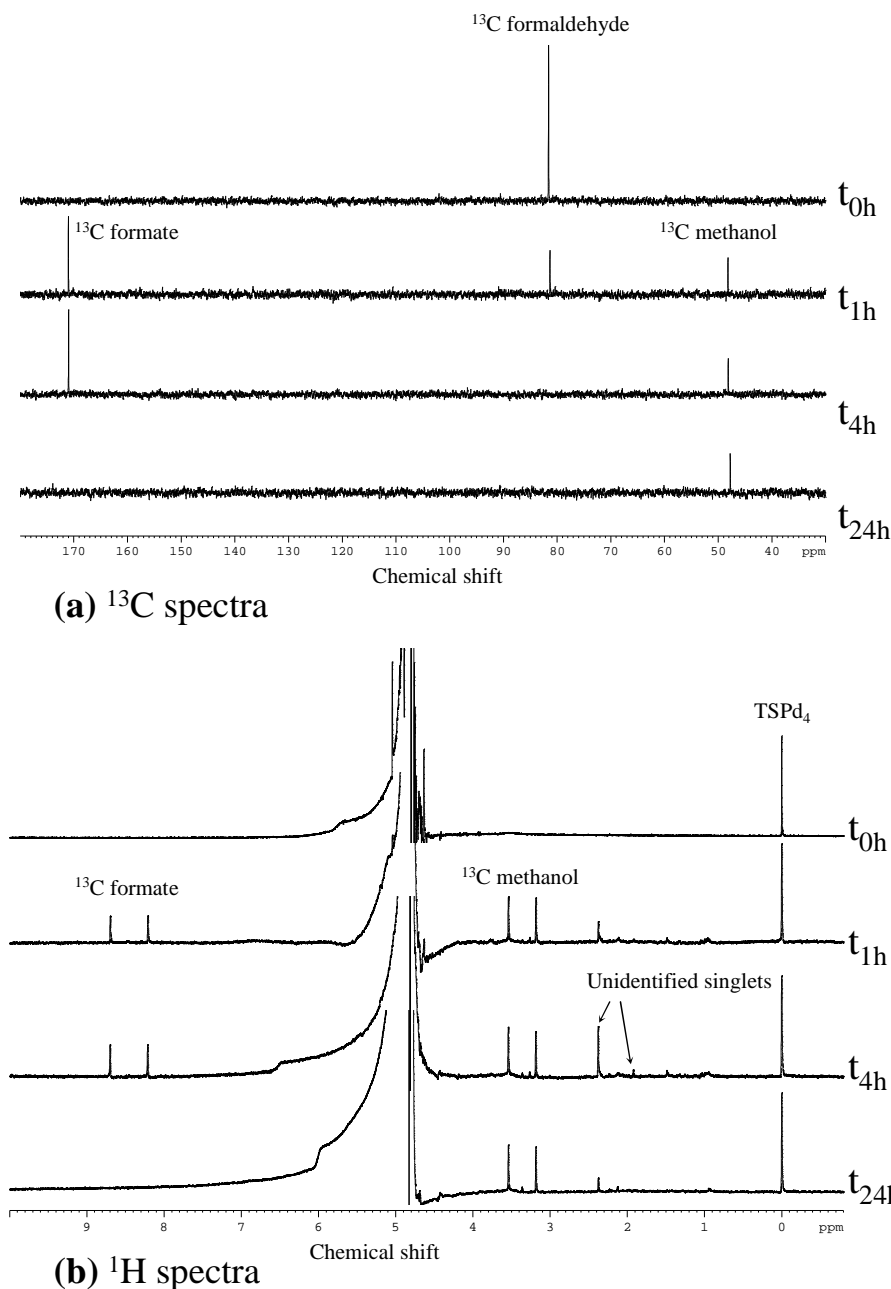 ¹³C formaldehyde
t₀ₕ
¹³C formate
¹³C methanol
t₁ₕ
t₄ₕ
t₂₄ₕ
170 160 150 140 130 120 110 100 90 80 70 60 50 40 ppm
Chemical shift
(a) ¹³C spectra
TSPd₄
t₀ₕ
¹³C formate
¹³C methanol
t₁ₕ
Unidentified singlets
t₄ₕ
t₂₄ₕ
9 8 7 6 5 4 3 2 1 0 ppm
Chemical shift
(b) ¹H spectra